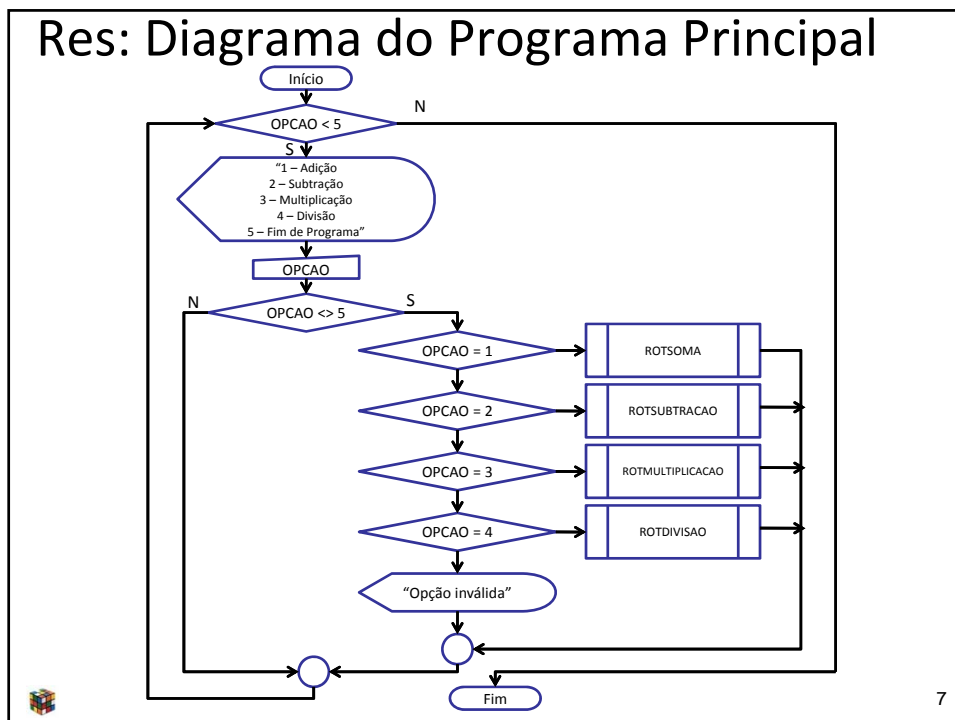 Res: Diagrama do Programa Principal
Início
N
OPCAO < 5
S
“1 – Adição
2 – Subtração
3 – Multiplicação
4 – Divisão
5 – Fim de Programa”
OPCAO
N
OPCAO <> 5
S
OPCAO = 1
ROTSOMA
OPCAO = 2
ROTSUBTRACAO
OPCAO = 3
ROTMULTIPLICACAO
OPCAO = 4
ROTDIVISAO
“Opção inválida”
Fim
7